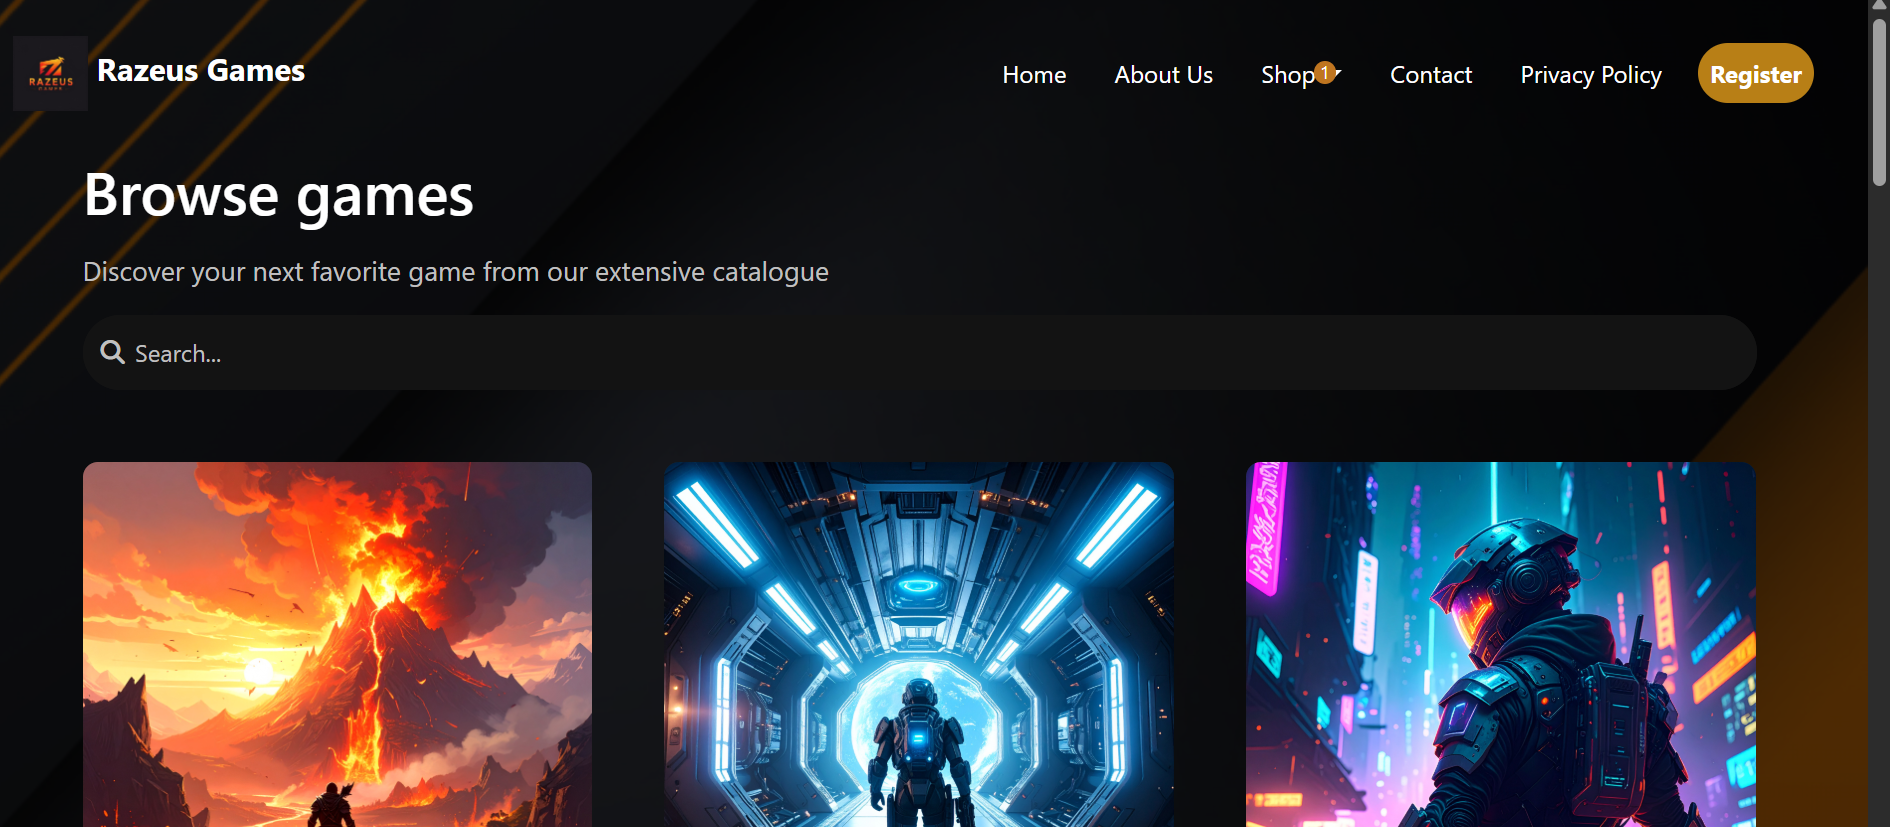 RAZEUS
GAMES
Razeus Games
Home
About Us
Shop
1
Contact
Privacy Policy
Register
Browse games
Discover your next favorite game from our extensive catalogue
Search...